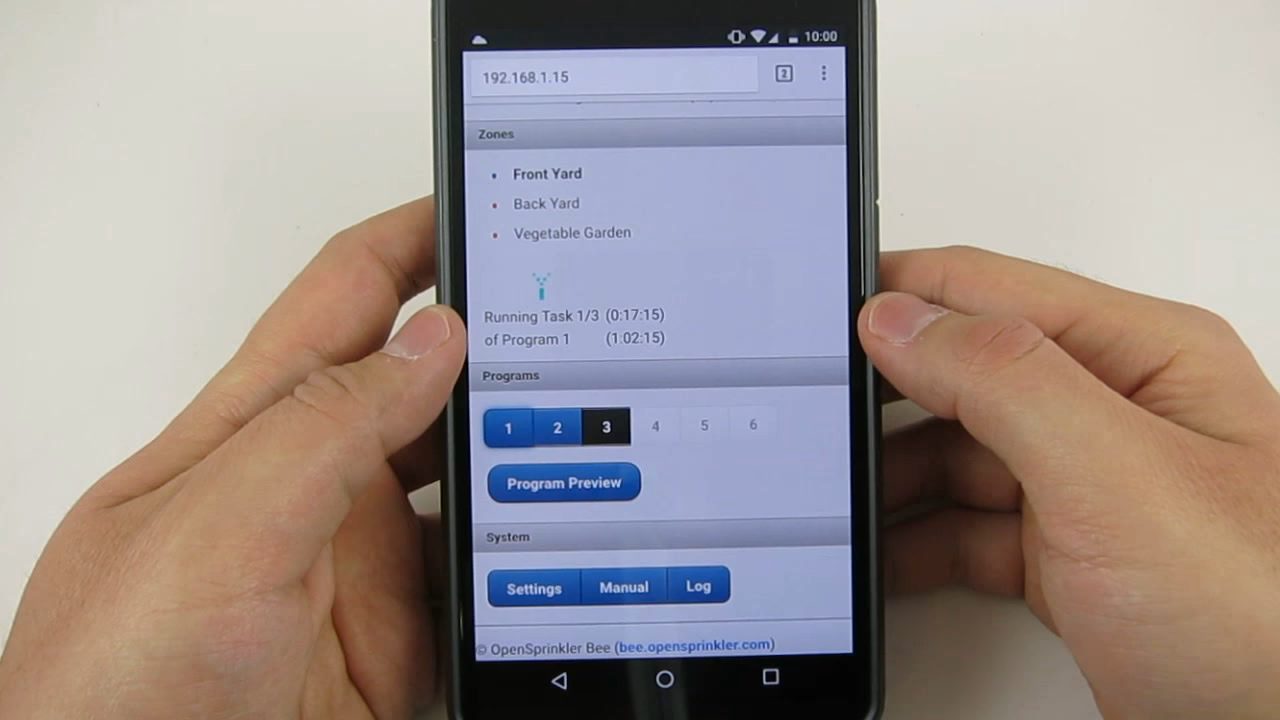 10:00
192.168.1.15
2
Zones
Front Yard
Back Yard
Vegetable Garden
Running Task 1/3 (0:17:15)
of Program 1 (1:02:15)
Programs
1 2 3 4 5 6
Program Preview
System
Settings Manual Log
© OpenSprinkler Bee (bee.opensprinkler.com)